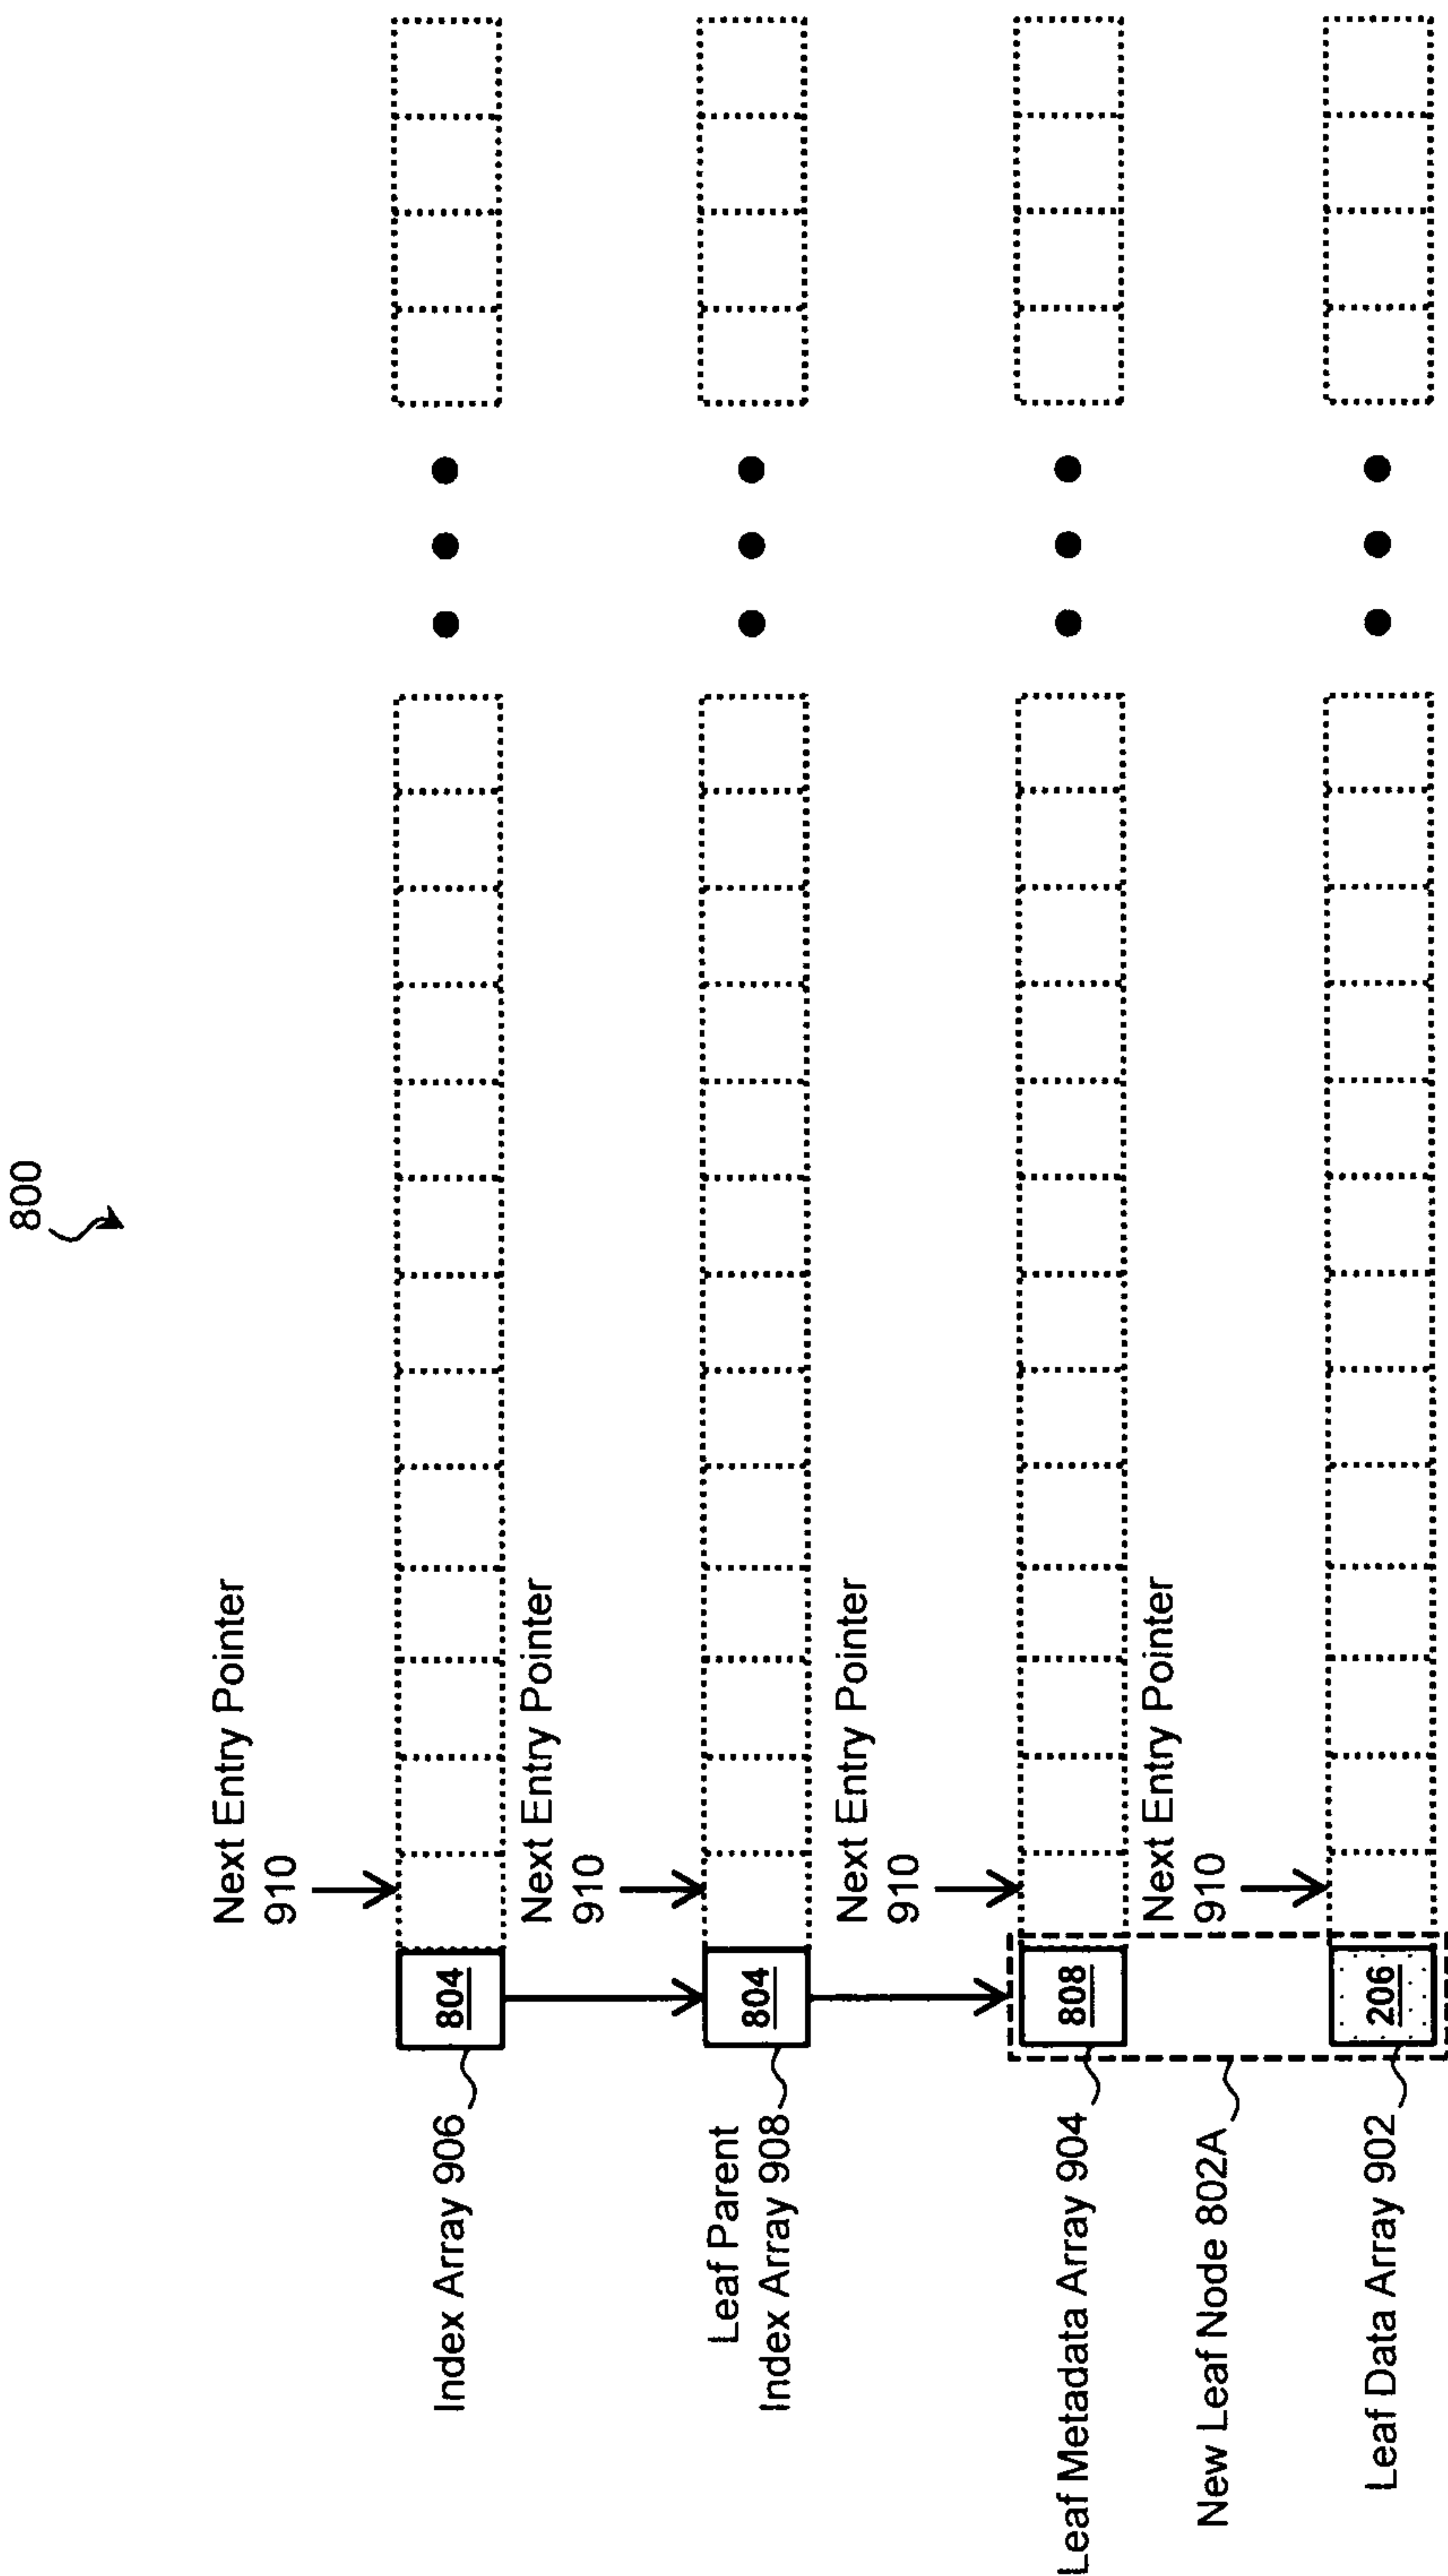 800
Next Entry Pointer
910
Index Array 906
804
Next Entry Pointer
910
Leaf Parent
Index Array 908
804
Next Entry Pointer
910
Leaf Metadata Array 904
808
New Leaf Node 802A
Next Entry Pointer
910
Leaf Data Array 902
206